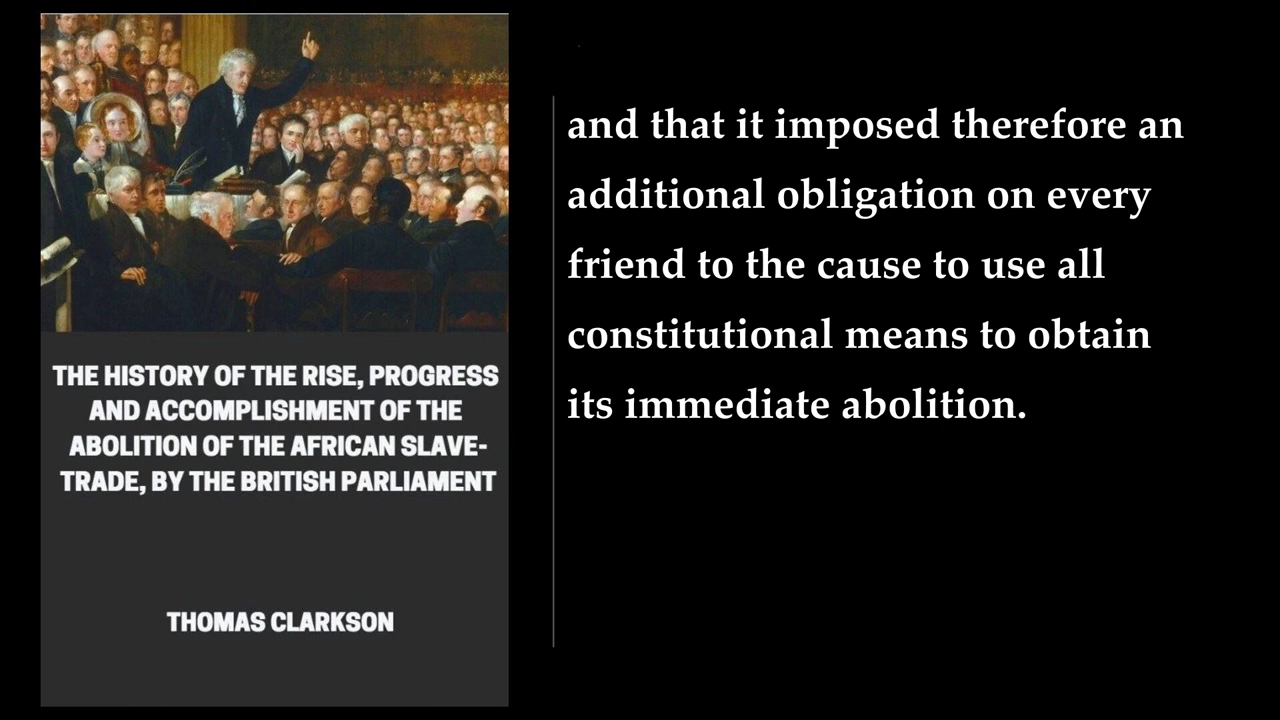 THE HISTORY OF THE RISE, PROGRESS
AND ACCOMPLISHMENT OF THE
ABOLITION OF THE AFRICAN SLAVE-
TRADE, BY THE BRITISH PARLIAMENT
THOMAS CLARKSON
and that it imposed therefore an
additional obligation on every
friend to the cause to use all
constitutional means to obtain
its immediate abolition.